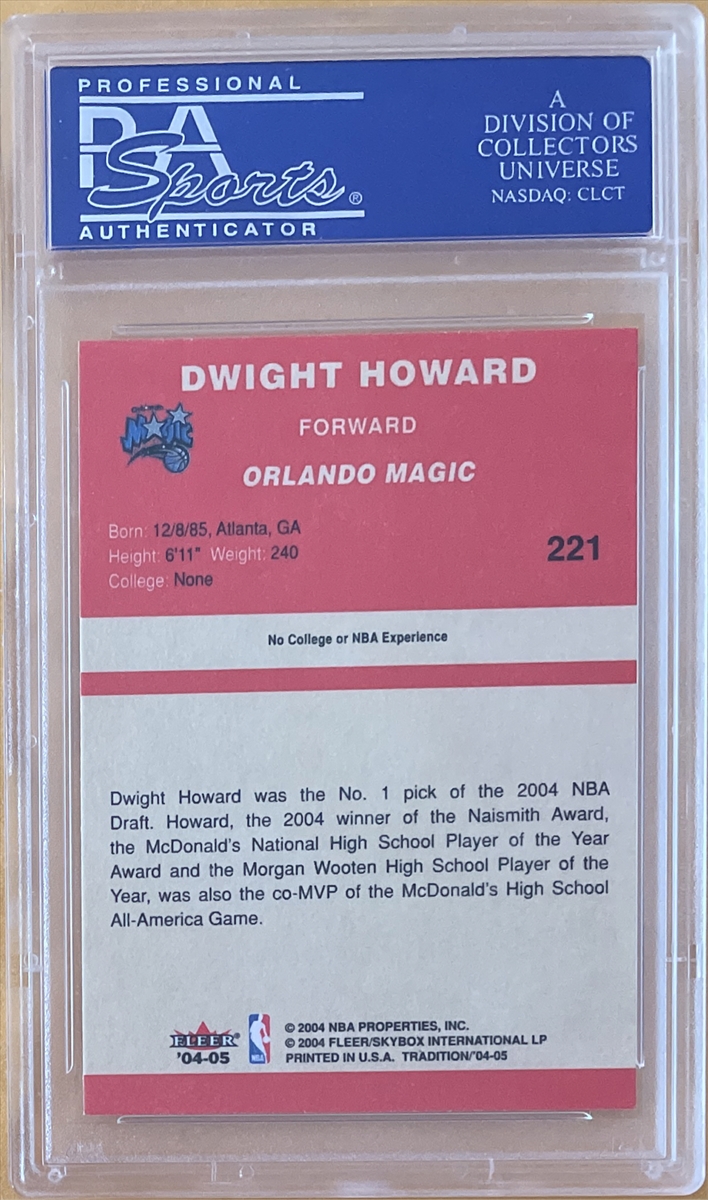 PROFESSIONAL
PSA
Sports®
AUTHENTICATOR
A
DIVISION OF
COLLECTORS
UNIVERSE
NASDAQ: CLCT
DWIGHT HOWARD
Magic
FORWARD
ORLANDO MAGIC
Born: 12/8/85, Atlanta, GA
Height: 6'11" Weight: 240
College: None
221
No College or NBA Experience
Dwight Howard was the No. 1 pick of the 2004 NBA
Draft. Howard, the 2004 winner of the Naismith Award,
the McDonald's National High School Player of the Year
Award and the Morgan Wooten High School Player of the
Year, was also the co-MVP of the McDonald's High School
All-America Game.
FLEER®
'04-05
NBA
© 2004 NBA PROPERTIES, INC.
© 2004 FLEER/SKYBOX INTERNATIONAL LP
PRINTED IN U.S.A. TRADITION/'04-05